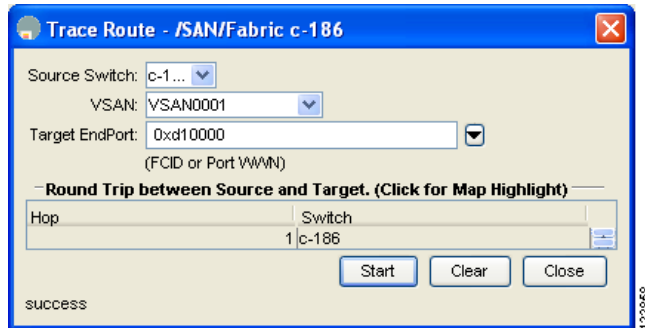 Trace Route - /SAN/Fabric c-186
Source Switch: c-1...
VSAN: VSAN0001
Target EndPort: 0xd10000
(FCID or Port WWN)
Round Trip between Source and Target. (Click for Map Highlight)
Hop Switch
1 c-186
Start Clear Close
success